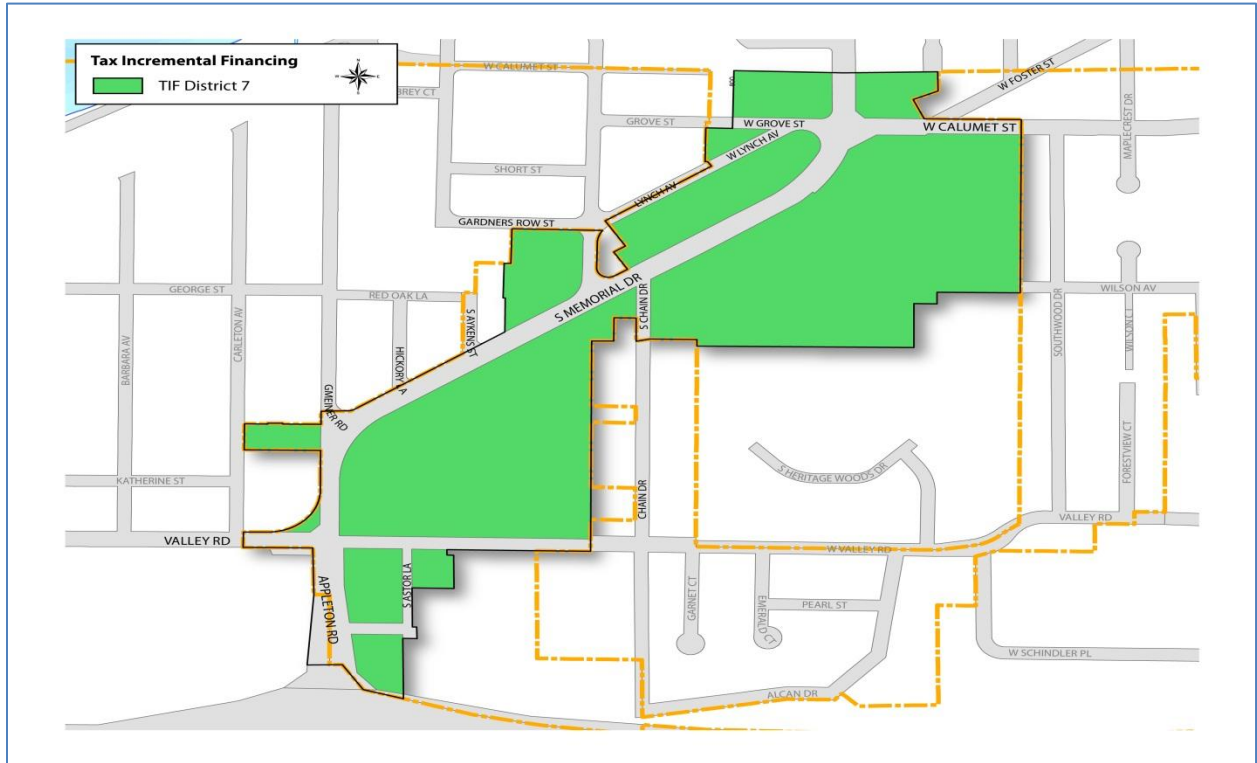 Tax Incremental Financing
TIF District 7
W CALUMET ST
BREY CT
W FOSTER ST
MAPLECREST DR
GROVE ST
W GROVE ST
W CALUMET ST
W LYNCH AV
SHORT ST
LYNCH AV
GARDNERS ROW ST
S MEMORIAL DR
S CHAIN DR
GEORGE ST
RED OAK LA
S AYKENS ST
WILSON AV
WILSON CT
SOUTHWOOD DR
BARBARA AV
CARLETON AV
HICKORY LA
GMEINER RD
FORESTVIEW CT
KATHERINE ST
S HERITAGE WOODS DR
CHAIN DR
VALLEY RD
VALLEY RD
W VALLEY RD
APPLETON RD
S ASTOR LA
GARNET CT
EMERALD CT
PEARL ST
W SCHINDLER PL
ALCAN DR